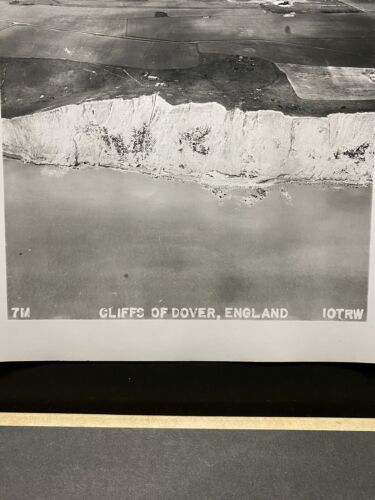 7M CLIFFS OF DOVER, ENGLAND 10TRW